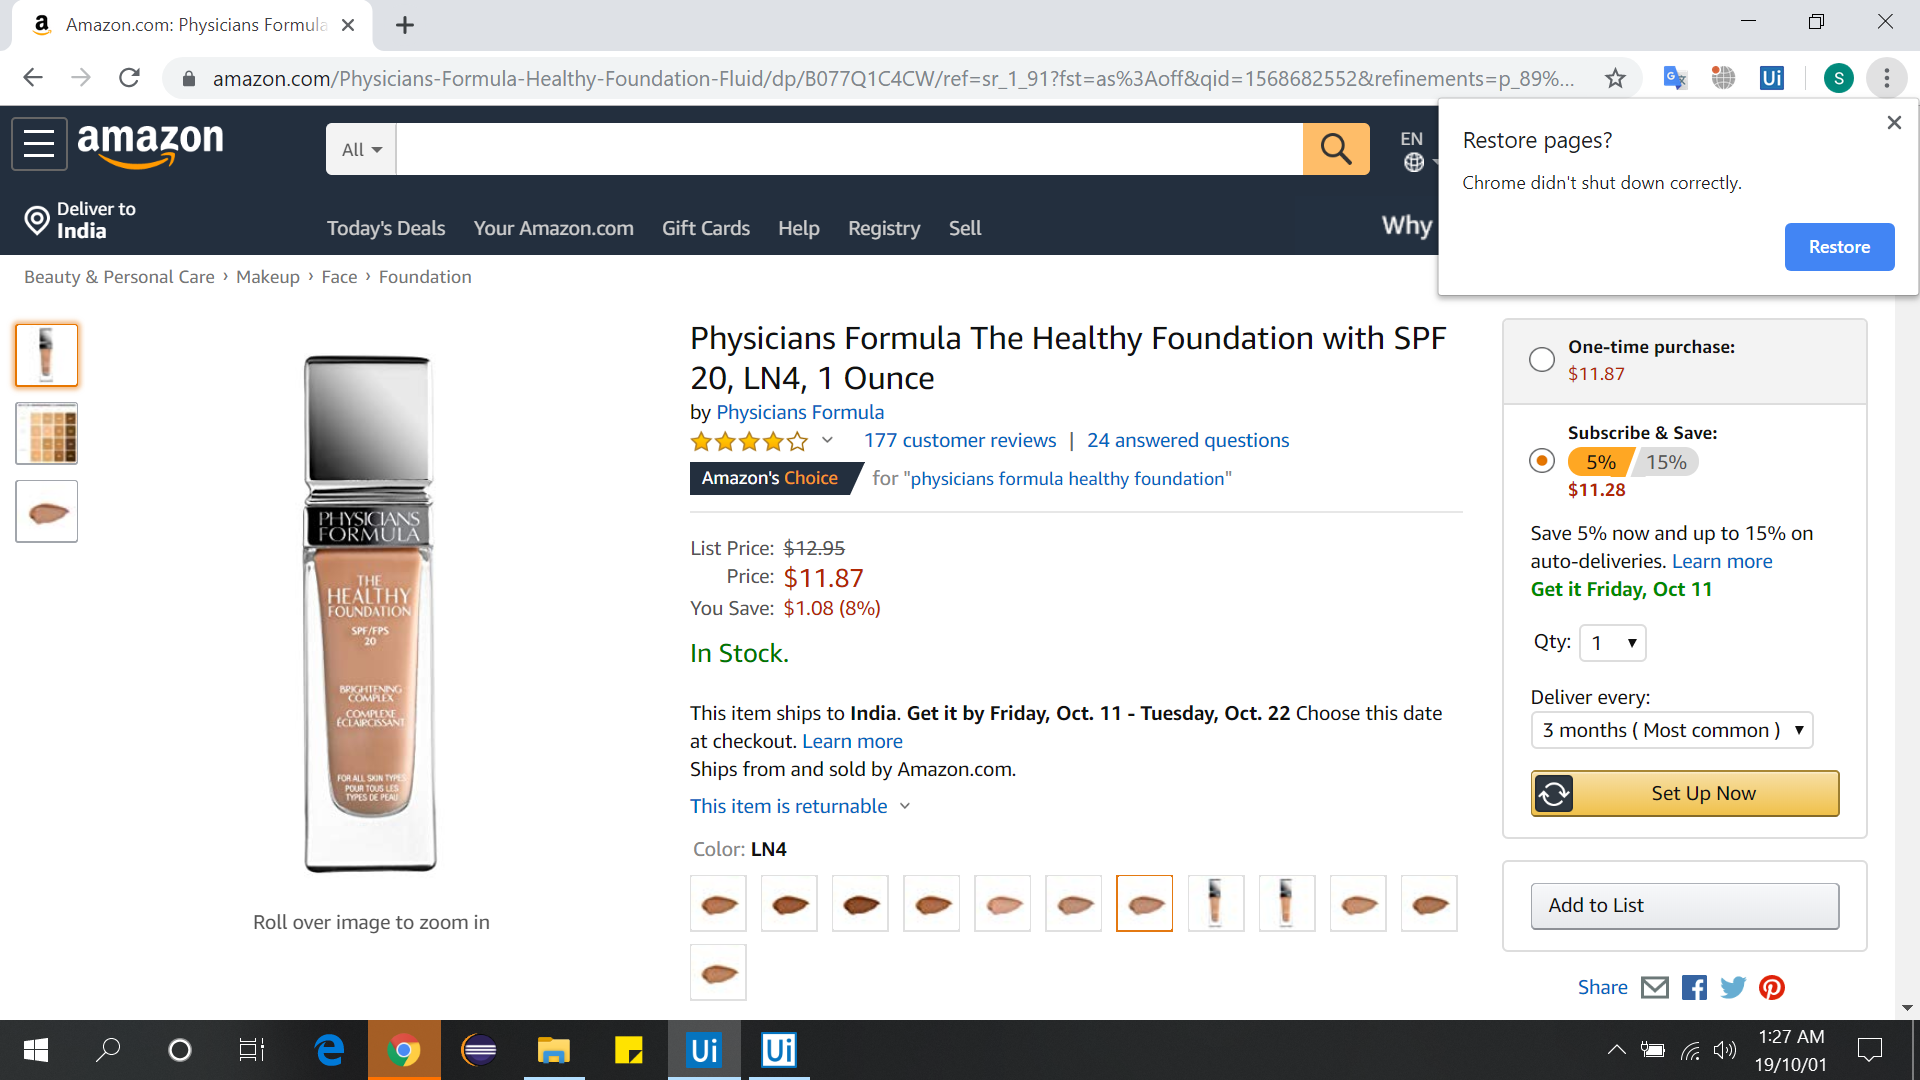 Amazon.com: Physicians Formula
amazon.com/Physicians-Formula-Healthy-Foundation-Fluid/dp/B077Q1C4CW/ref=sr_1_91?fst=as%3Aoff&qid=1568682552&refinements=p_89%...
S
Restore pages?
Chrome didn't shut down correctly.
Restore
amazon
All
EN
Deliver to
India
Today's Deals Your Amazon.com Gift Cards Help Registry Sell
Why
Beauty & Personal Care › Makeup › Face › Foundation
PHYSICIANS
FORMULA
THE
HEALTHY
FOUNDATION
SPF/FPS
20
BRIGHTENING
COMPLEX
COMPLEXE
ÉCLAIRCISSANT
FOR ALL SKIN TYPES
POUR TOUS LES
TYPES DE PEAU
Roll over image to zoom in
Physicians Formula The Healthy Foundation with SPF
20, LN4, 1 Ounce
by Physicians Formula
177 customer reviews | 24 answered questions
Amazon's Choice for "physicians formula healthy foundation"
List Price: $12.95
Price: $11.87
You Save: $1.08 (8%)
In Stock.
This item ships to India. Get it by Friday, Oct. 11 - Tuesday, Oct. 22 Choose this date
at checkout. Learn more
Ships from and sold by Amazon.com.
This item is returnable
Color: LN4
One-time purchase:
$11.87
Subscribe & Save:
5% 15%
$11.28
Save 5% now and up to 15% on
auto-deliveries. Learn more
Get it Friday, Oct 11
Qty: 1
Deliver every:
3 months ( Most common )
Set Up Now
Add to List
Share
Ui
Ui
Ui
1:27 AM
19/10/01